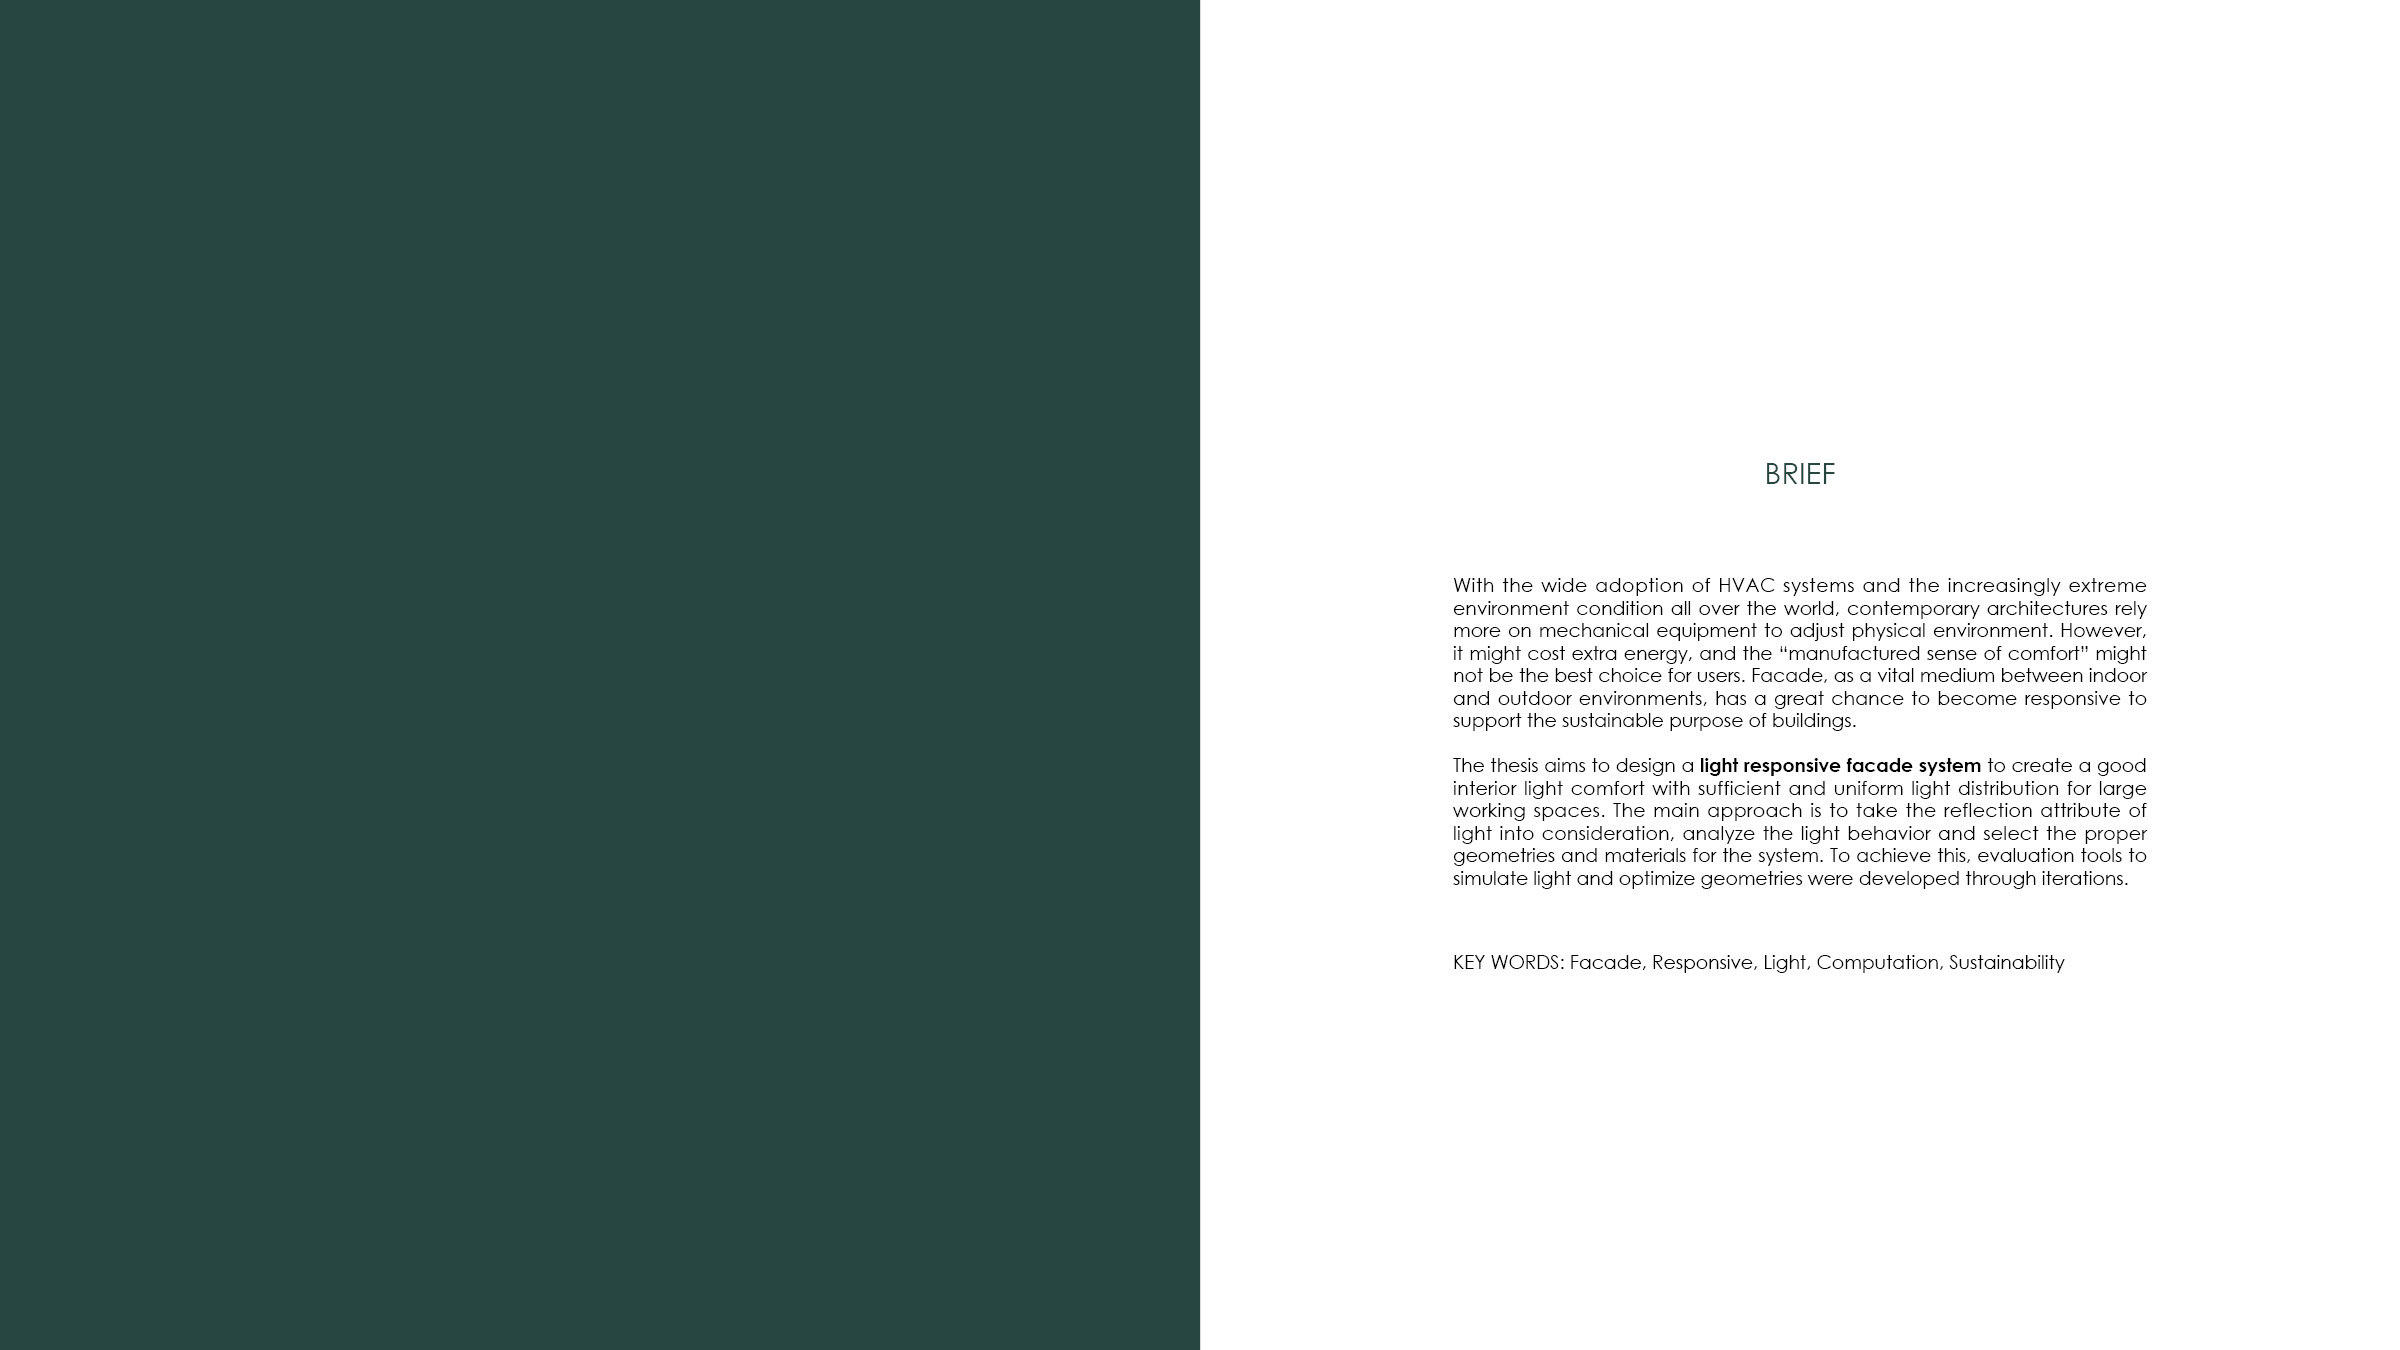 BRIEF
With the wide adoption of HVAC systems and the increasingly extreme
environment condition all over the world, contemporary architectures rely
more on mechanical equipment to adjust physical environment. However,
it might cost extra energy, and the “manufactured sense of comfort” might
not be the best choice for users. Facade, as a vital medium between indoor
and outdoor environments, has a great chance to become responsive to
support the sustainable purpose of buildings.
The thesis aims to design a light responsive facade system to create a good
interior light comfort with sufficient and uniform light distribution for large
working spaces. The main approach is to take the reflection attribute of
light into consideration, analyze the light behavior and select the proper
geometries and materials for the system. To achieve this, evaluation tools to
simulate light and optimize geometries were developed through iterations.
KEY WORDS: Facade, Responsive, Light, Computation, Sustainability